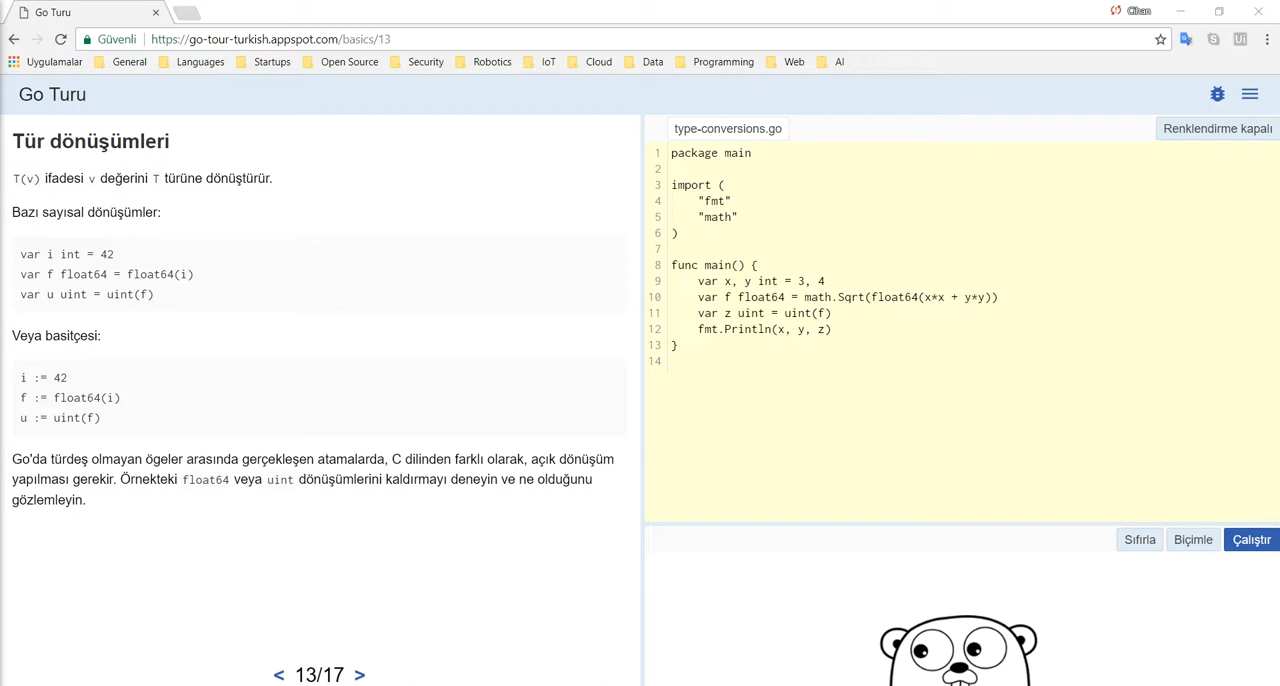 Go Turu
Cihan
Güvenli
https://go-tour-turkish.appspot.com/basics/13
Uygulamalar General Languages Startups Open Source Security Robotics IoT Cloud Data Programming Web AI
Go Turu
Tür dönüşümleri
T(v) ifadesi v değerini T türüne dönüştürür.
Bazı sayısal dönüşümler:
var i int = 42
var f float64 = float64(i)
var u uint = uint(f)
Veya basitçesi:
i := 42
f := float64(i)
u := uint(f)
Go'da türdeş olmayan ögeler arasında gerçekleşen atamalarda, C dilinden farklı olarak, açık dönüşüm
yapılması gerekir. Örnekteki float64 veya uint dönüşümlerini kaldırmayı deneyin ve ne olduğunu
gözlemleyin.
< 13/17 >
type-conversions.go
Renklendirme kapalı
1 package main
2
3 import (
4 "fmt"
5 "math"
6 )
7
8 func main() {
9 var x, y int = 3, 4
10 var f float64 = math.Sqrt(float64(x*x + y*y))
11 var z uint = uint(f)
12 fmt.Println(x, y, z)
13 }
14
Sıfırla Biçimle Çalıştır